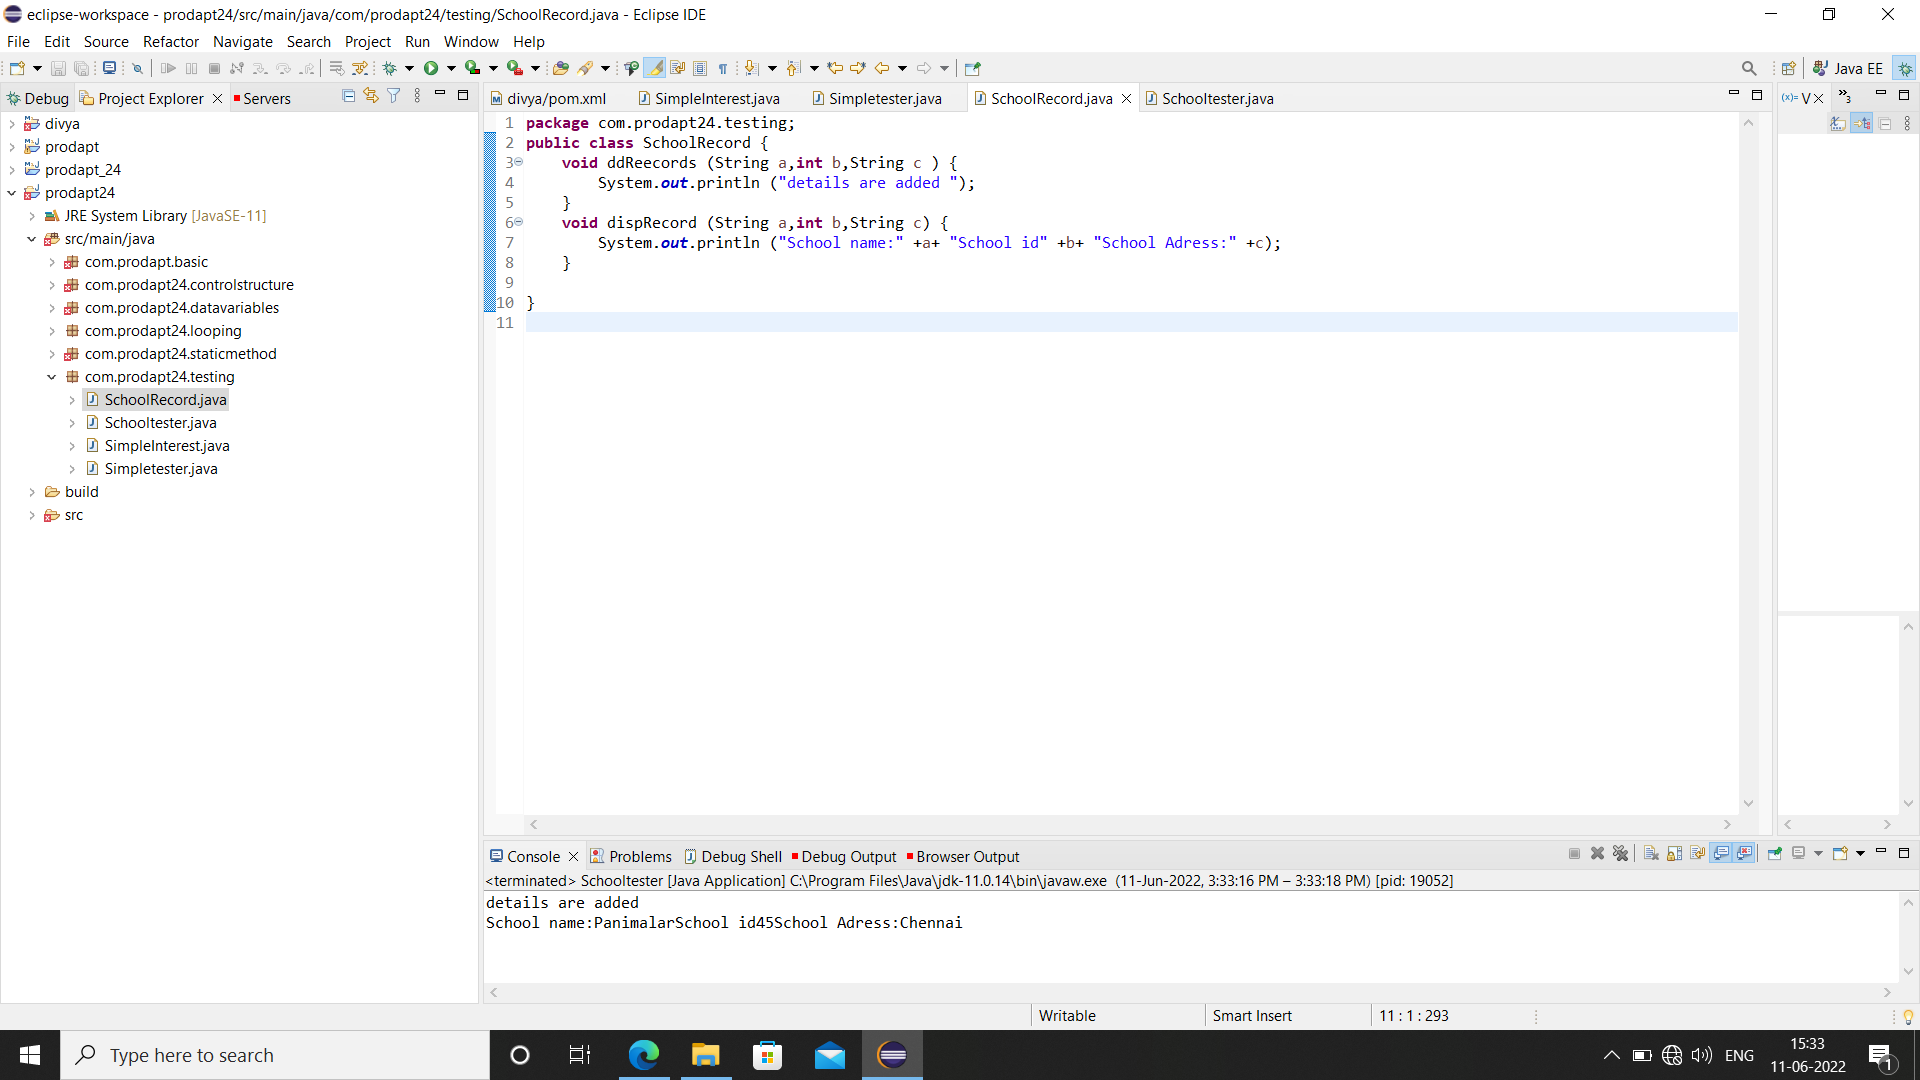 eclipse-workspace - prodapt24/src/main/java/com/prodapt24/testing/SchoolRecord.java - Eclipse IDE
File Edit Source Refactor Navigate Search Project Run Window Help
Java EE
Debug Project Explorer Servers
divya/pom.xml SimpleInterest.java Simpletester.java SchoolRecord.java Schooltester.java
(x)= V 3
divya
prodapt
prodapt_24
prodapt24
JRE System Library [JavaSE-11]
src/main/java
com.prodapt.basic
com.prodapt24.controlstructure
com.prodapt24.datavariables
com.prodapt24.looping
com.prodapt24.staticmethod
com.prodapt24.testing
SchoolRecord.java
Schooltester.java
SimpleInterest.java
Simpletester.java
build
src
1 package com.prodapt24.testing;
2 public class SchoolRecord {
3 void ddReecords (String a,int b,String c ) {
4 System.out.println ("details are added ");
5 }
6 void dispRecord (String a,int b,String c) {
7 System.out.println ("School name:" +a+ "School id" +b+ "School Adress:" +c);
8 }
9
10 }
11
Console Problems Debug Shell Debug Output Browser Output
<terminated> Schooltester [Java Application] C:\Program Files\Java\jdk-11.0.14\bin\javaw.exe (11-Jun-2022, 3:33:16 PM – 3:33:18 PM) [pid: 19052]
details are added
School name:PanimalarSchool id45School Adress:Chennai
Writable Smart Insert 11 : 1 : 293
Type here to search
ENG
15:33
11-06-2022
1